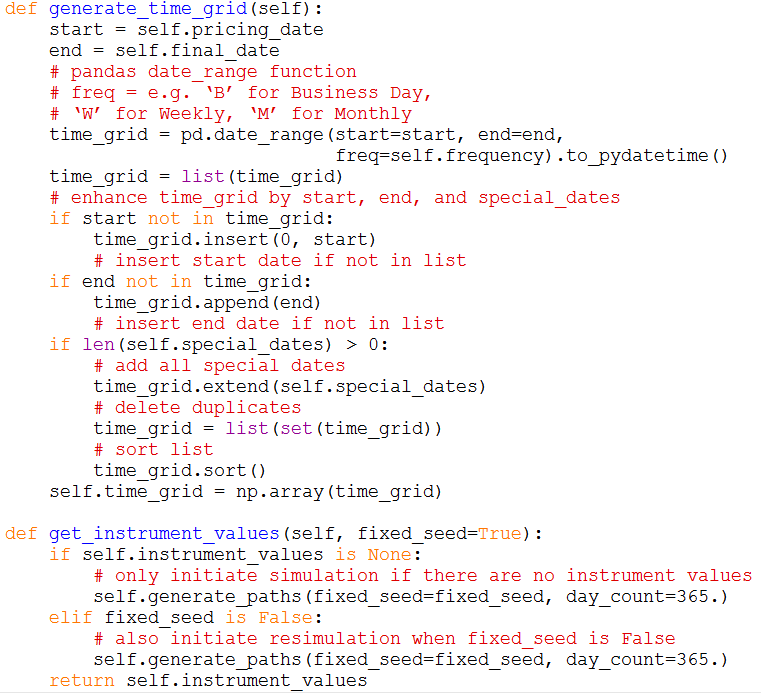 def generate_time_grid(self):
    start = self.pricing_date
    end = self.final_date
    # pandas date_range function
    # freq = e.g. ‘B’ for Business Day,
    # ‘W’ for Weekly, ‘M’ for Monthly
    time_grid = pd.date_range(start=start, end=end,
                              freq=self.frequency).to_pydatetime()
    time_grid = list(time_grid)
    # enhance time_grid by start, end, and special_dates
    if start not in time_grid:
        time_grid.insert(0, start)
        # insert start date if not in list
    if end not in time_grid:
        time_grid.append(end)
        # insert end date if not in list
    if len(self.special_dates) > 0:
        # add all special dates
        time_grid.extend(self.special_dates)
        # delete duplicates
        time_grid = list(set(time_grid))
        # sort list
        time_grid.sort()
    self.time_grid = np.array(time_grid)

def get_instrument_values(self, fixed_seed=True):
    if self.instrument_values is None:
        # only initiate simulation if there are no instrument values
        self.generate_paths(fixed_seed=fixed_seed, day_count=365.)
    elif fixed_seed is False:
        # also initiate resimulation when fixed_seed is False
        self.generate_paths(fixed_seed=fixed_seed, day_count=365.)
    return self.instrument_values